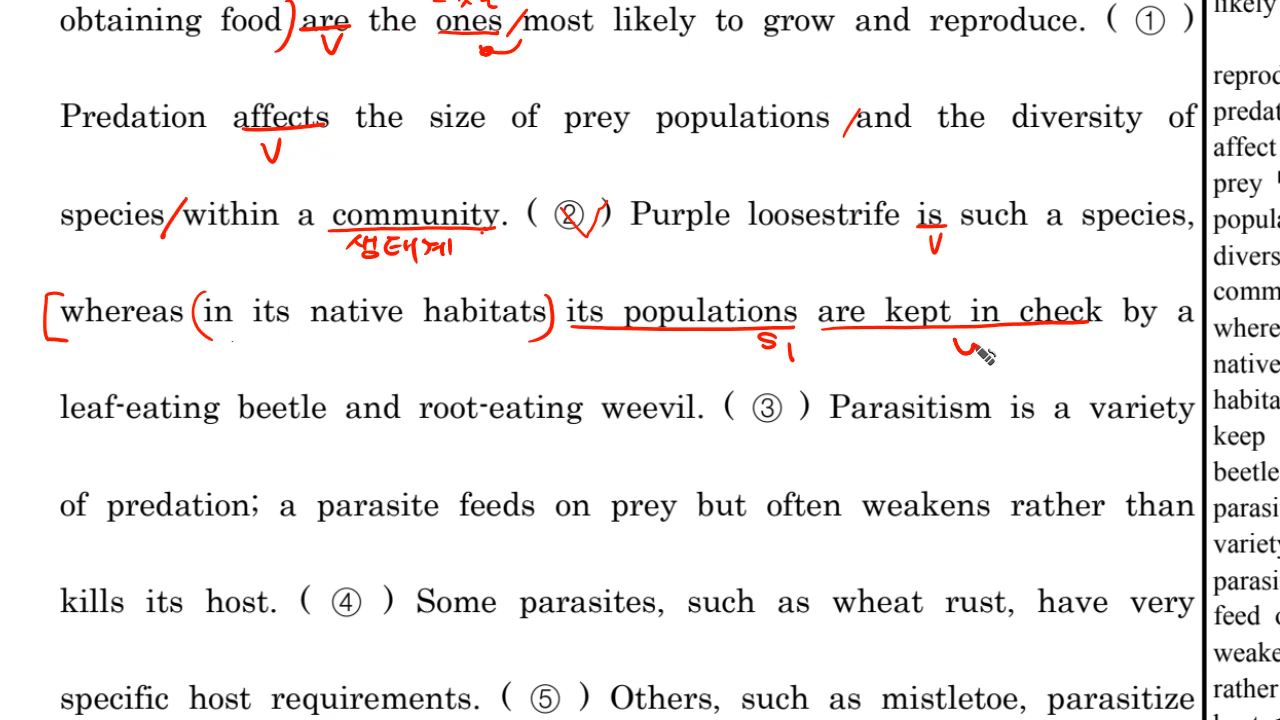 obtaining food are the ones most likely to grow and reproduce. ( ① )
V
Predation affects the size of prey populations and the diversity of
V
species within a community. ( ② ) Purple loosestrife is such a species,
생태계
V
whereas in its native habitats its populations are kept in check by a
S1
leaf-eating beetle and root-eating weevil. ( ③ ) Parasitism is a variety
of predation; a parasite feeds on prey but often weakens rather than
kills its host. ( ④ ) Some parasites, such as wheat rust, have very
specific host requirements. ( ⑤ ) Others, such as mistletoe, parasitize
likely
reprod
predat
affect
prey
popula
divers
comm
where
native
habita
keep
beetle
parasi
variety
parasi
feed
weake
rather